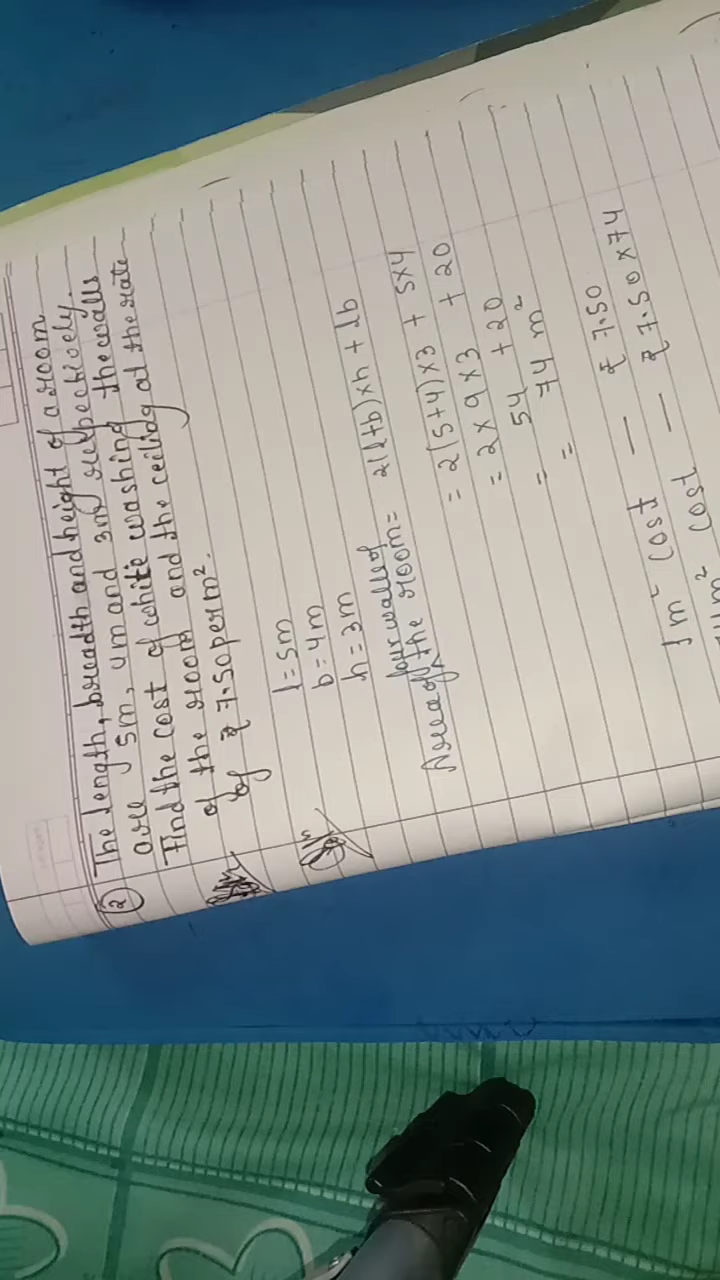 ② The length, breadth and height of a room
are 5m, 4m and 3m respectively.
Find the cost of white washing the walls
of the room and the ceiling at the rate
of ₹ 7.50 per m².
l = 5m
b = 4m
h = 3m
four walls of
Area of ^ the room = 2(l+b)×h + lb
= 2(5+4)×3 + 5×4
= 2×9×3 + 20
= 54 + 20
= 74 m²
=
1m² cost — ₹ 7.50
m² cost — ₹ 7.50×74